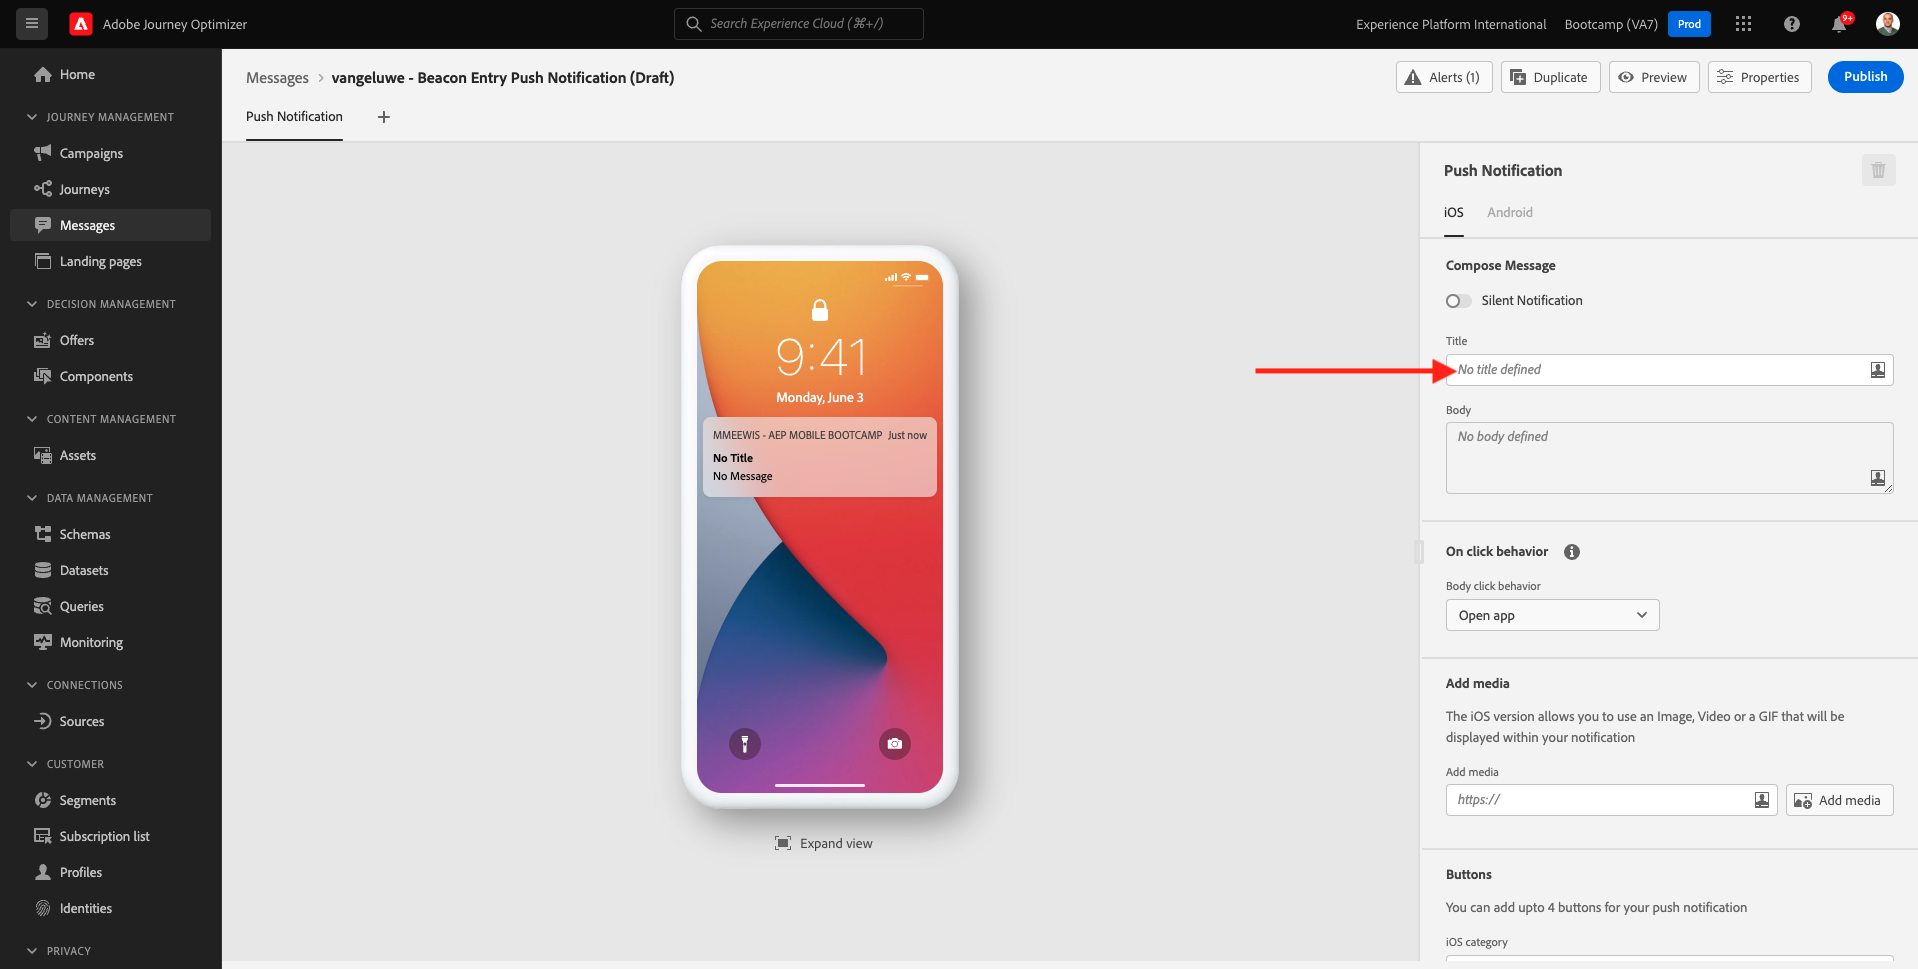 Adobe Journey Optimizer
Search Experience Cloud (⌘+/)
Experience Platform International
Bootcamp (VA7)
Prod
9+
Home
JOURNEY MANAGEMENT
Campaigns
Journeys
Messages
Landing pages
DECISION MANAGEMENT
Offers
Components
CONTENT MANAGEMENT
Assets
DATA MANAGEMENT
Schemas
Datasets
Queries
Monitoring
CONNECTIONS
Sources
CUSTOMER
Segments
Subscription list
Profiles
Identities
PRIVACY
Messages > vangeluwe - Beacon Entry Push Notification (Draft)
Alerts (1)
Duplicate
Preview
Properties
Publish
Push Notification +
9:41
Monday, June 3
MMEEWIS - AEP MOBILE BOOTCAMP Just now
No Title
No Message
Expand view
Push Notification
iOS Android
Compose Message
Silent Notification
Title
No title defined
Body
No body defined
On click behavior
Body click behavior
Open app
Add media
The iOS version allows you to use an Image, Video or a GIF that will be
displayed within your notification
Add media
https://
Add media
Buttons
You can add upto 4 buttons for your push notification
iOS category